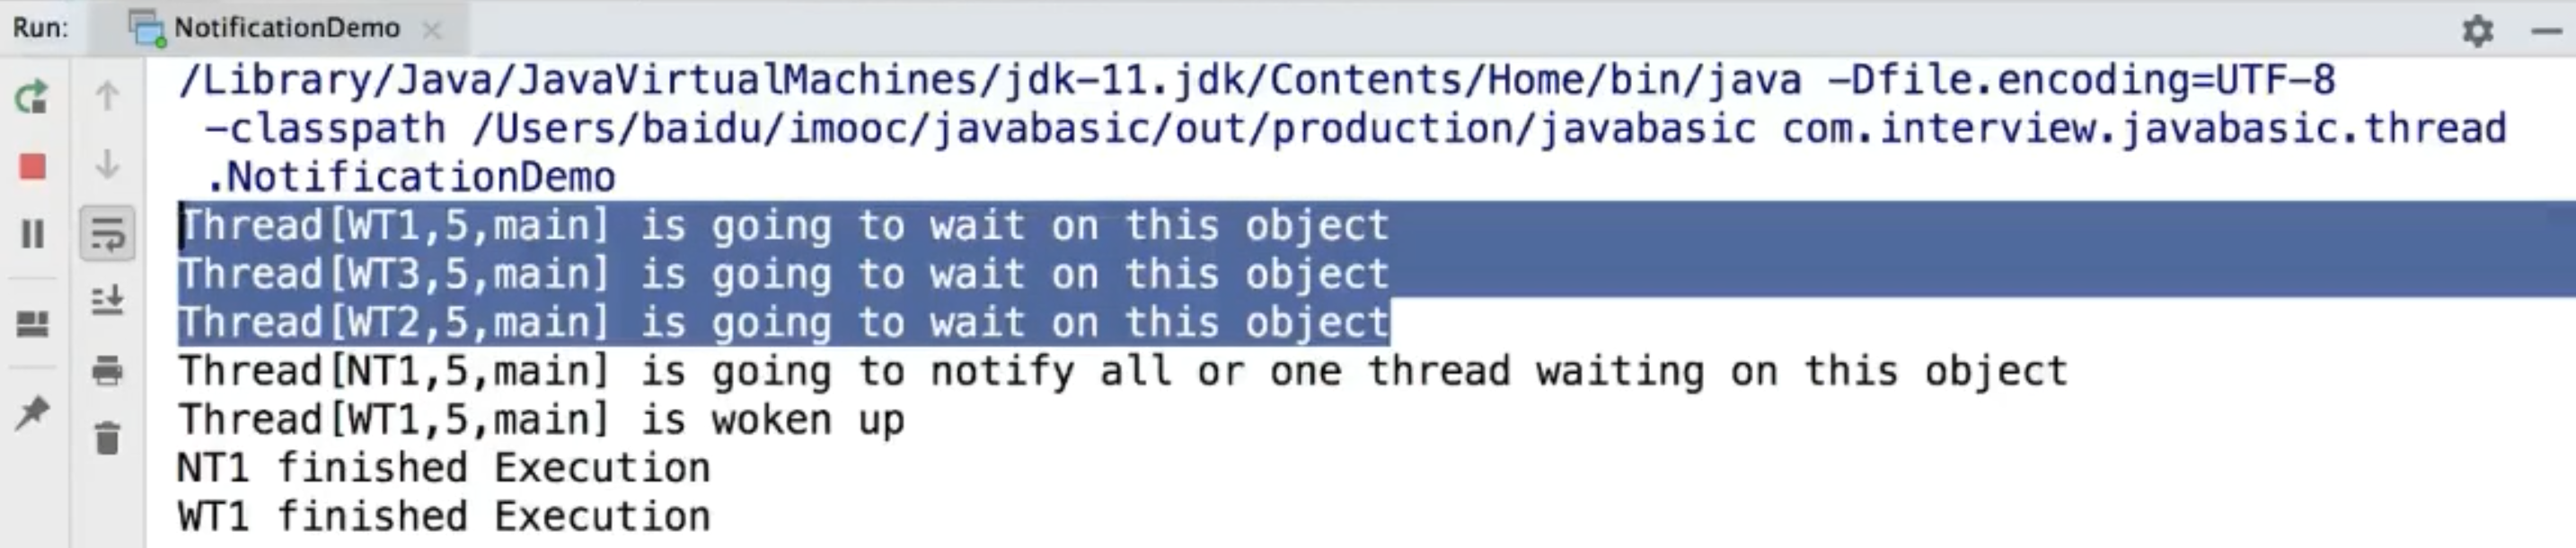 Run: NotificationDemo
/Library/Java/JavaVirtualMachines/jdk-11.jdk/Contents/Home/bin/java -Dfile.encoding=UTF-8
-classpath /Users/baidu/imooc/javabasic/out/production/javabasic com.interview.javabasic.thread
.NotificationDemo
Thread[WT1,5,main] is going to wait on this object
Thread[WT3,5,main] is going to wait on this object
Thread[WT2,5,main] is going to wait on this object
Thread[NT1,5,main] is going to notify all or one thread waiting on this object
Thread[WT1,5,main] is woken up
NT1 finished Execution
WT1 finished Execution